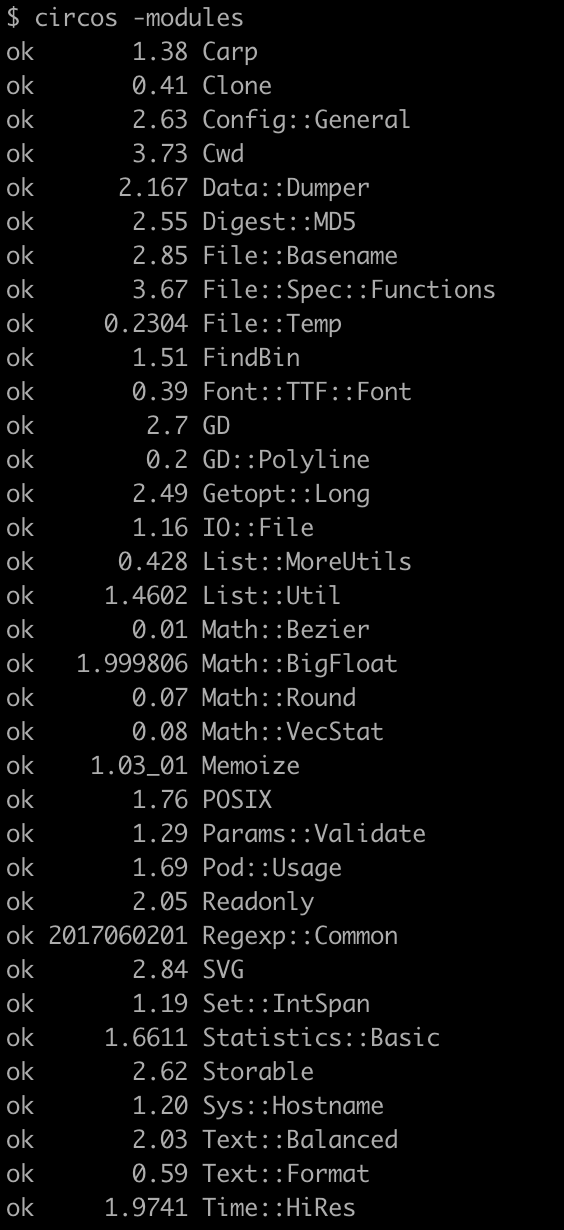 $ circos -modules
ok       1.38 Carp
ok       0.41 Clone
ok       2.63 Config::General
ok       3.73 Cwd
ok      2.167 Data::Dumper
ok       2.55 Digest::MD5
ok       2.85 File::Basename
ok       3.67 File::Spec::Functions
ok     0.2304 File::Temp
ok       1.51 FindBin
ok       0.39 Font::TTF::Font
ok        2.7 GD
ok        0.2 GD::Polyline
ok       2.49 Getopt::Long
ok       1.16 IO::File
ok      0.428 List::MoreUtils
ok     1.4602 List::Util
ok       0.01 Math::Bezier
ok   1.999806 Math::BigFloat
ok       0.07 Math::Round
ok       0.08 Math::VecStat
ok    1.03_01 Memoize
ok       1.76 POSIX
ok       1.29 Params::Validate
ok       1.69 Pod::Usage
ok       2.05 Readonly
ok 2017060201 Regexp::Common
ok       2.84 SVG
ok       1.19 Set::IntSpan
ok     1.6611 Statistics::Basic
ok       2.62 Storable
ok       1.20 Sys::Hostname
ok       2.03 Text::Balanced
ok       0.59 Text::Format
ok     1.9741 Time::HiRes